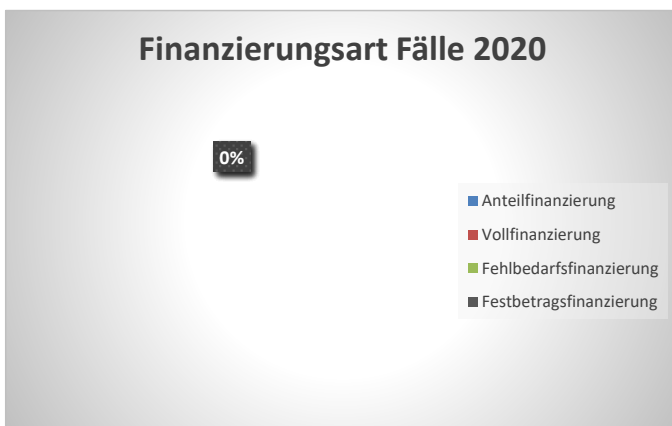 Finanzierungsart Fälle 2020
0%
Anteilfinanzierung
Vollfinanzierung
Fehlbedarfsfinanzierung
Festbetragsfinanzierung